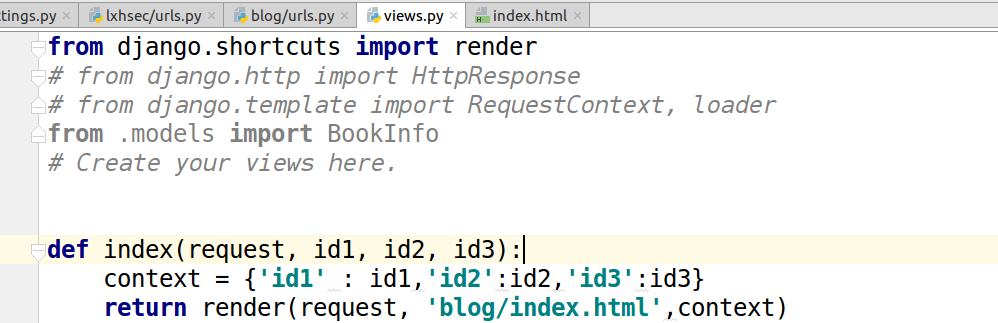 ttings.py × lxhsec/urls.py × blog/urls.py × views.py × index.html ×
from django.shortcuts import render
# from django.http import HttpResponse
# from django.template import RequestContext, loader
from .models import BookInfo
# Create your views here.
def index(request, id1, id2, id3):
    context = {'id1' : id1,'id2':id2,'id3':id3}
    return render(request, 'blog/index.html',context)